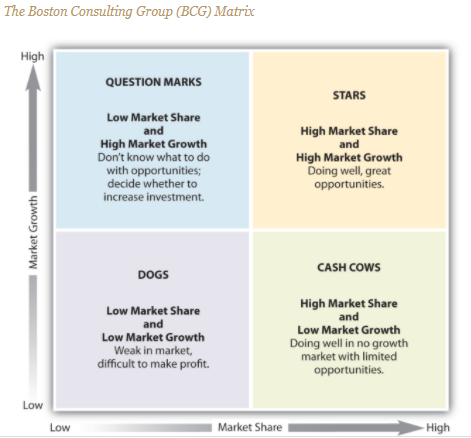 The Boston Consulting Group (BCG) Matrix
High
QUESTION MARKS
Low Market Share
and
High Market Growth
Don't know what to do
with opportunities;
decide whether to
increase investment.
STARS
High Market Share
and
High Market Growth
Doing well, great
opportunities.
Market Growth
DOGS
Low Market Share
and
Low Market Growth
Weak in market,
difficult to make profit.
CASH COWS
High Market Share
and
Low Market Growth
Doing well in no growth
market with limited
opportunities.
Low
Low
Market Share
High